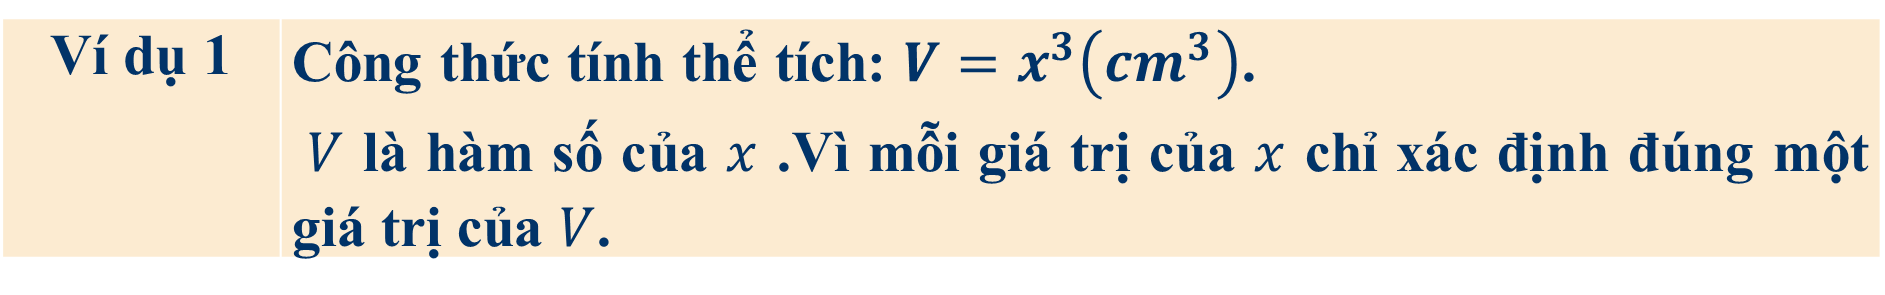 Ví dụ 1
Công thức tính thể tích: V = x³(cm³).
V là hàm số của x .Vì mỗi giá trị của x chỉ xác định đúng một
giá trị của V.